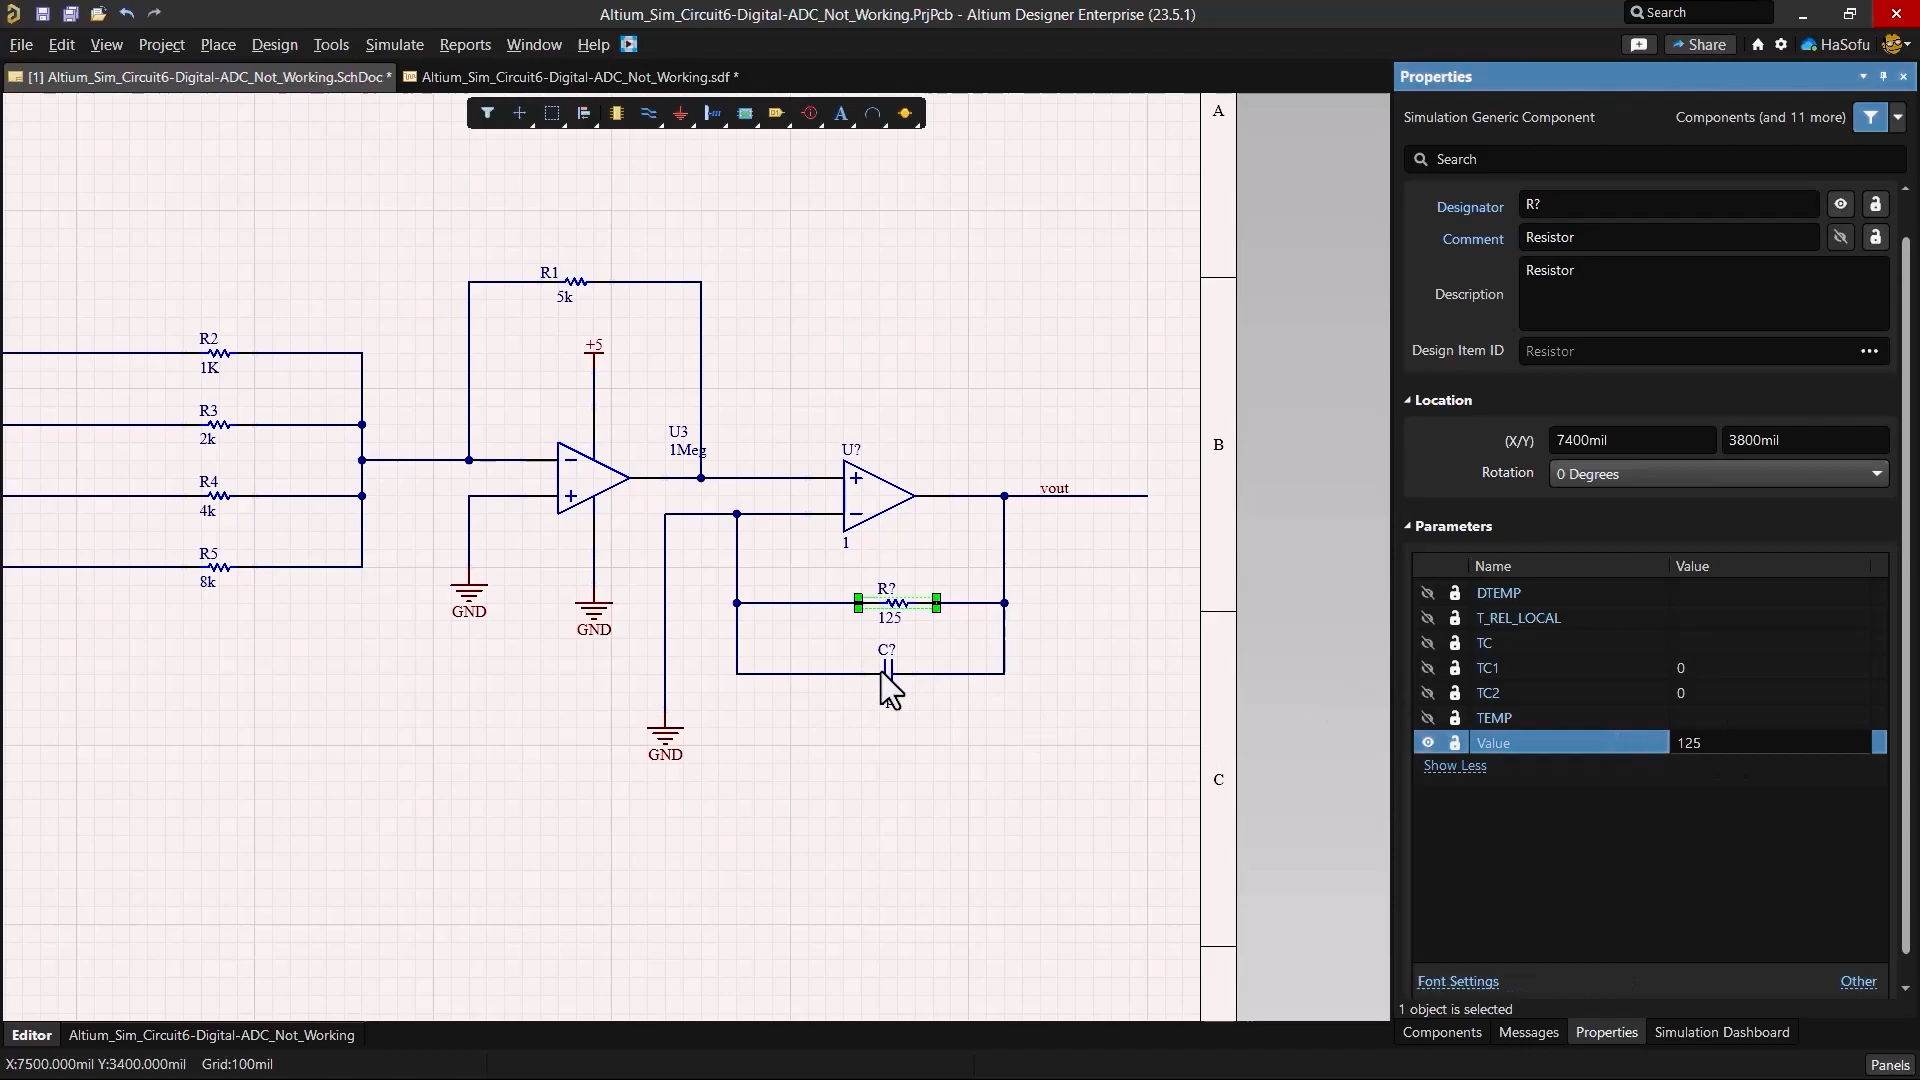 Altium_Sim_Circuit6-Digital-ADC_Not_Working.PrjPcb - Altium Designer Enterprise (23.5.1)
Search
File Edit View Project Place Design Tools Simulate Reports Window Help
Share
HaSofu
[1] Altium_Sim_Circuit6-Digital-ADC_Not_Working.SchDoc *
Altium_Sim_Circuit6-Digital-ADC_Not_Working.sdf *
Properties
Simulation Generic Component
Components (and 11 more)
Search
Designator R?
Comment Resistor
Description Resistor
Design Item ID Resistor
Location
(X/Y) 7400mil 3800mil
Rotation 0 Degrees
Parameters
Name Value
DTEMP
T_REL_LOCAL
TC
TC1 0
TC2 0
TEMP
Value 125
Show Less
Font Settings Other
1 object is selected
Components Messages Properties Simulation Dashboard
Panels
A
B
C
R1
5k
+5
R2
1K
R3
2k
R4
4k
R5
8k
U3
1Meg
U?
1
vout
R?
125
C?
GND
GND
GND
Editor Altium_Sim_Circuit6-Digital-ADC_Not_Working
X:7500.000mil Y:3400.000mil Grid:100mil